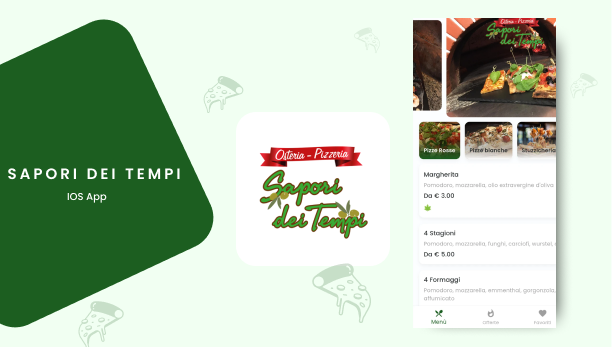 SAPORI DEI TEMPI
IOS App
Osteria - Pizzeria
Sapori
dei Tempi
Osteria - Pizzeria
Sapori
dei Tempi
Pizze Rosse
Pizze bianche
Stuzzicheria
Margherita
Pomodoro, mozzarella, olio extravergine d'oliva
Da € 3.00
4 Stagioni
Pomodoro, mozzarella, funghi, carciofi, wurstel,
Da € 5.00
4 Formaggi
Pomodoro, mozzarella, emmenthal, gorgonzola,
affumicata
Menù
Offerte
Favoriti